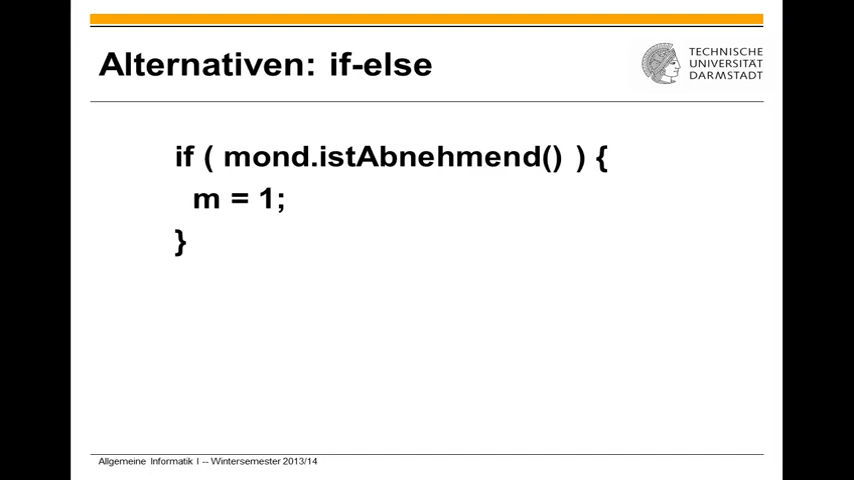 Alternativen: if-else
TECHNISCHE
UNIVERSITÄT
DARMSTADT
if ( mond.istAbnehmend() ) {
m = 1;
}
Allgemeine Informatik I -- Wintersemester 2013/14